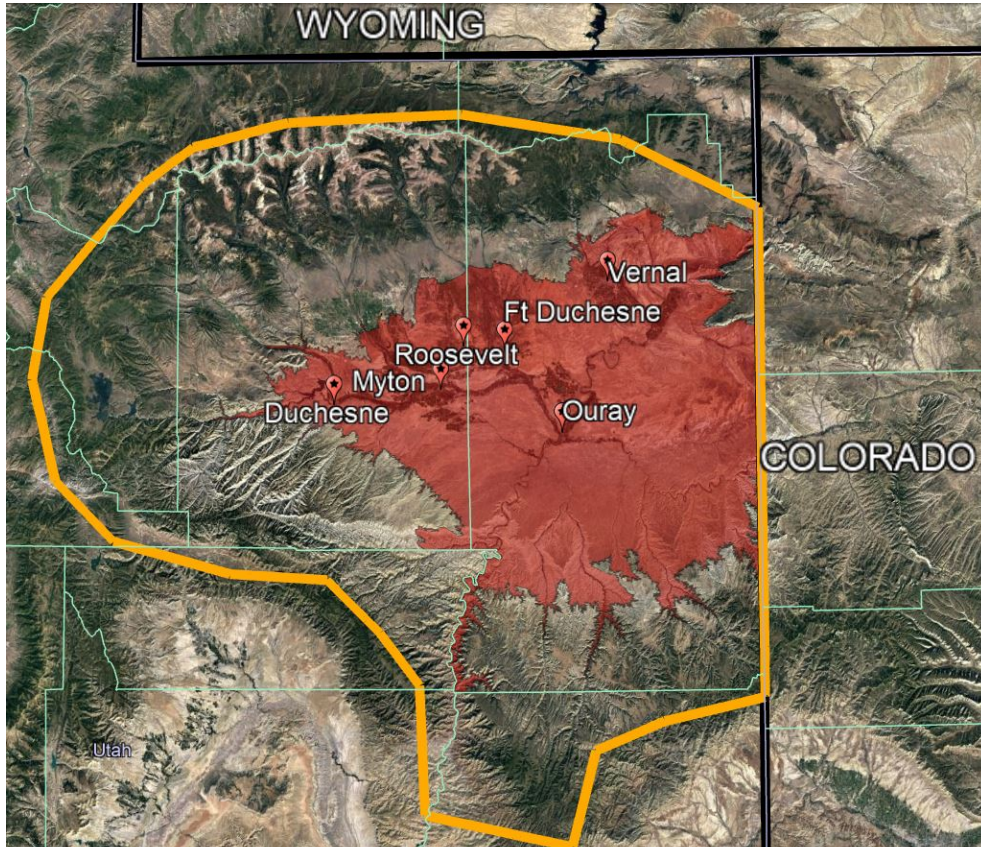 WYOMING
Vernal
Ft Duchesne
Roosevelt
Myton
Duchesne
Ouray
COLORADO
Utah